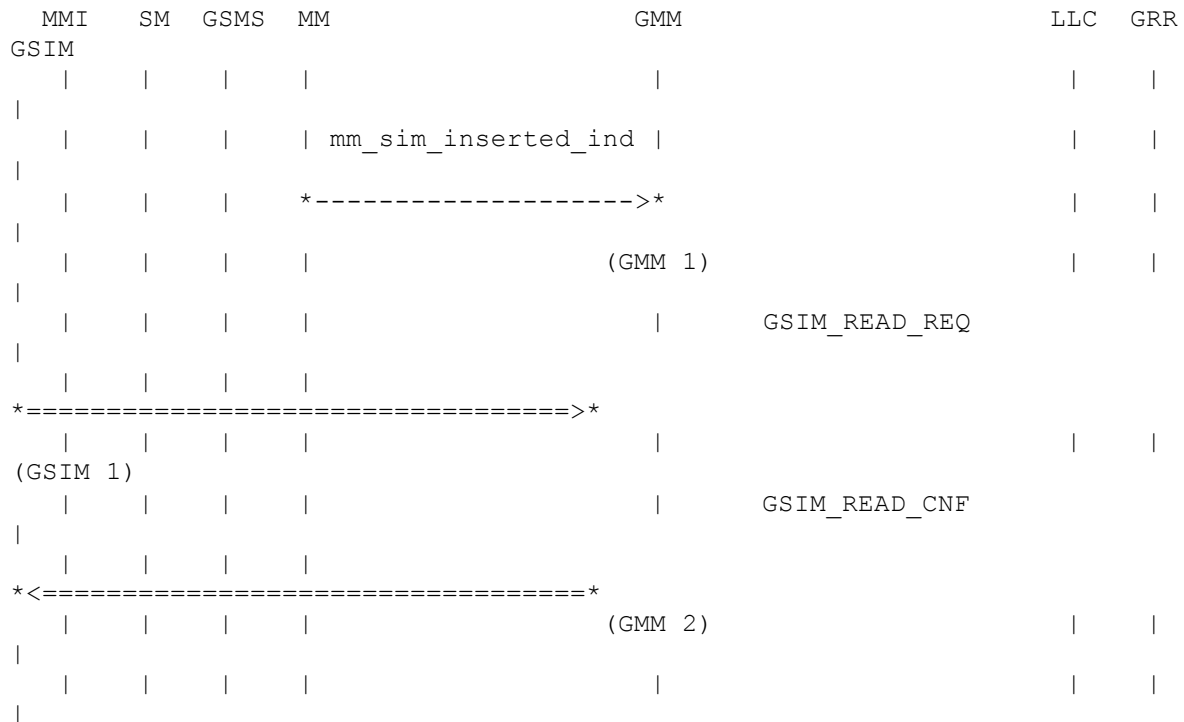 MMI    SM   GSMS  MM                   GMM                       LLC  GRR
GSIM
   |     |    |    |                      |                         |    |
|
   |     |    |    | mm_sim_inserted_ind |                         |    |
|
   |     |    |    *-------------------->*                         |    |
|
   |     |    |    |                  (GMM 1)                      |    |
|
   |     |    |    |                      |      GSIM_READ_REQ
|
   |     |    |    |
*==================================>*
   |     |    |    |                      |                         |    |
(GSIM 1)
   |     |    |    |                      |      GSIM_READ_CNF
|
   |     |    |    |
*<==================================*
   |     |    |    |                  (GMM 2)                      |    |
|
   |     |    |    |                      |                         |    |
|